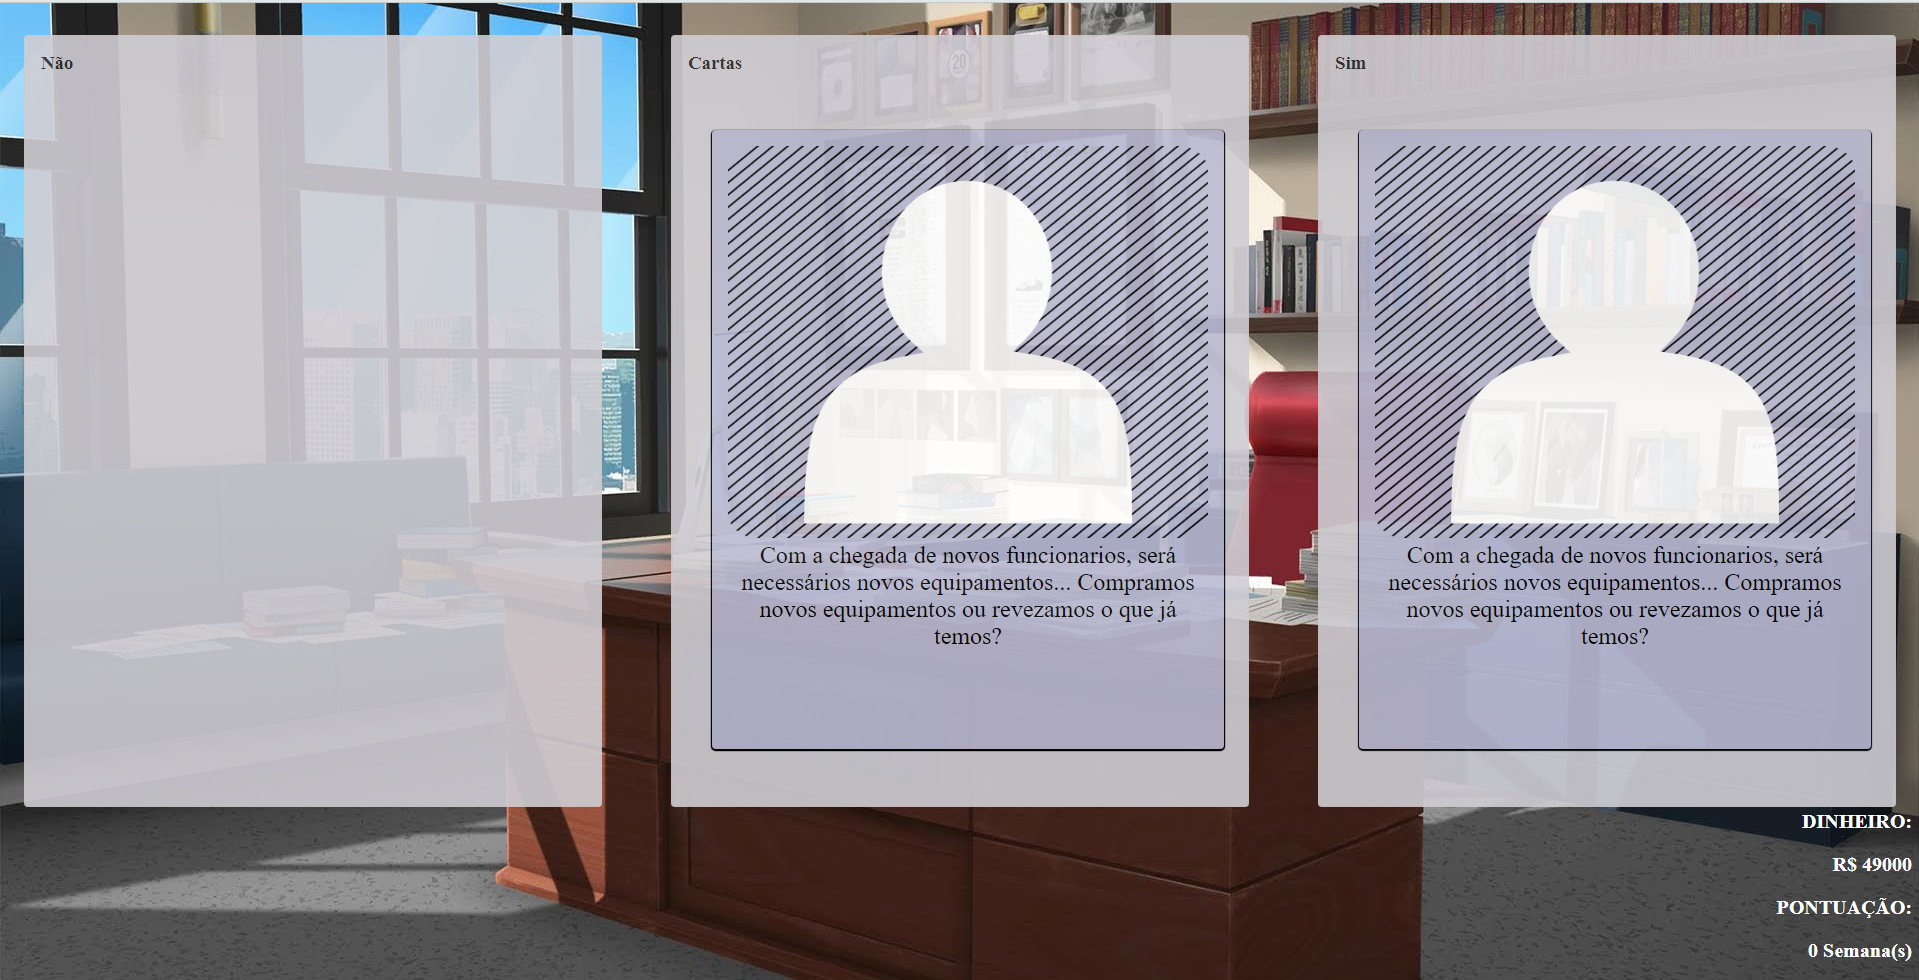 Não
Cartas
Com a chegada de novos funcionarios, será
necessários novos equipamentos... Compramos
novos equipamentos ou revezamos o que já
temos?
Sim
Com a chegada de novos funcionarios, será
necessários novos equipamentos... Compramos
novos equipamentos ou revezamos o que já
temos?
20
DINHEIRO:
R$ 49000
PONTUAÇÃO:
0 Semana(s)